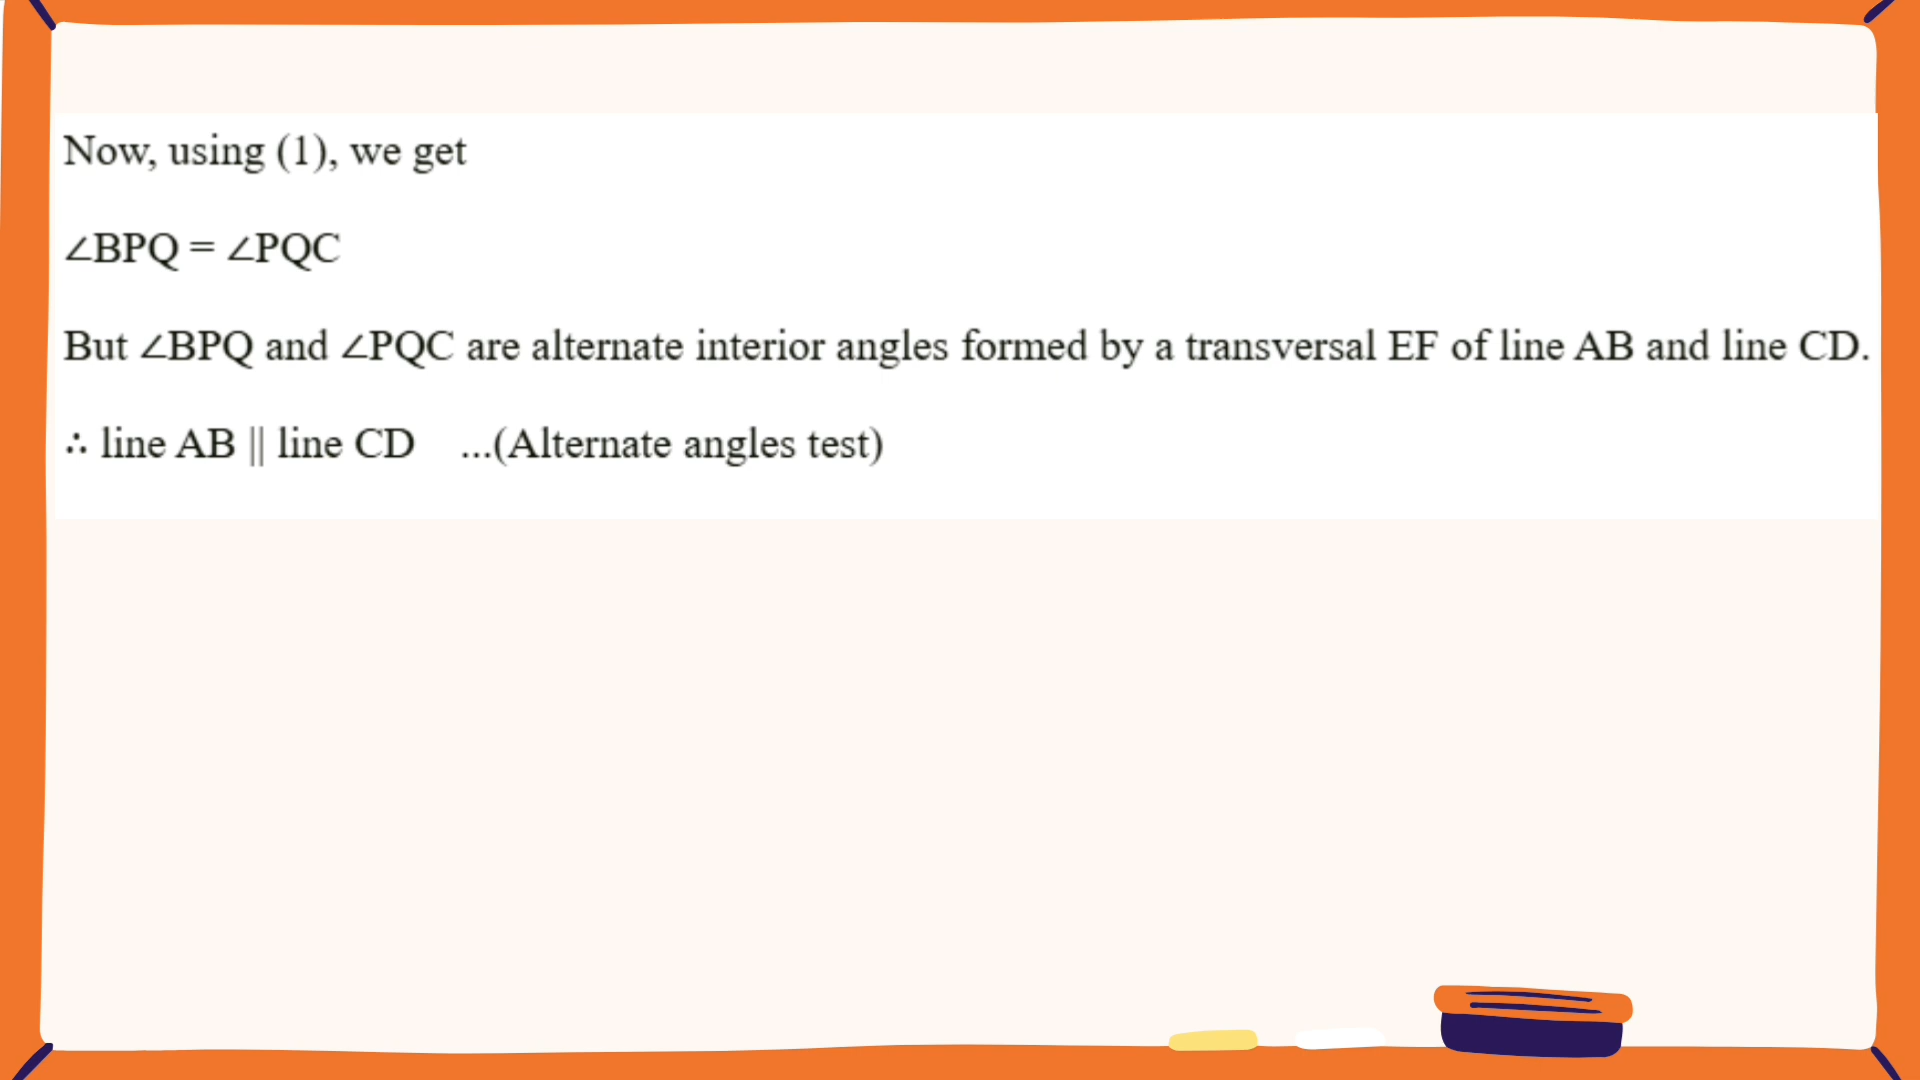 Now, using (1), we get
∠BPQ = ∠PQC
But ∠BPQ and ∠PQC are alternate interior angles formed by a transversal EF of line AB and line CD.
∴ line AB || line CD ...(Alternate angles test)